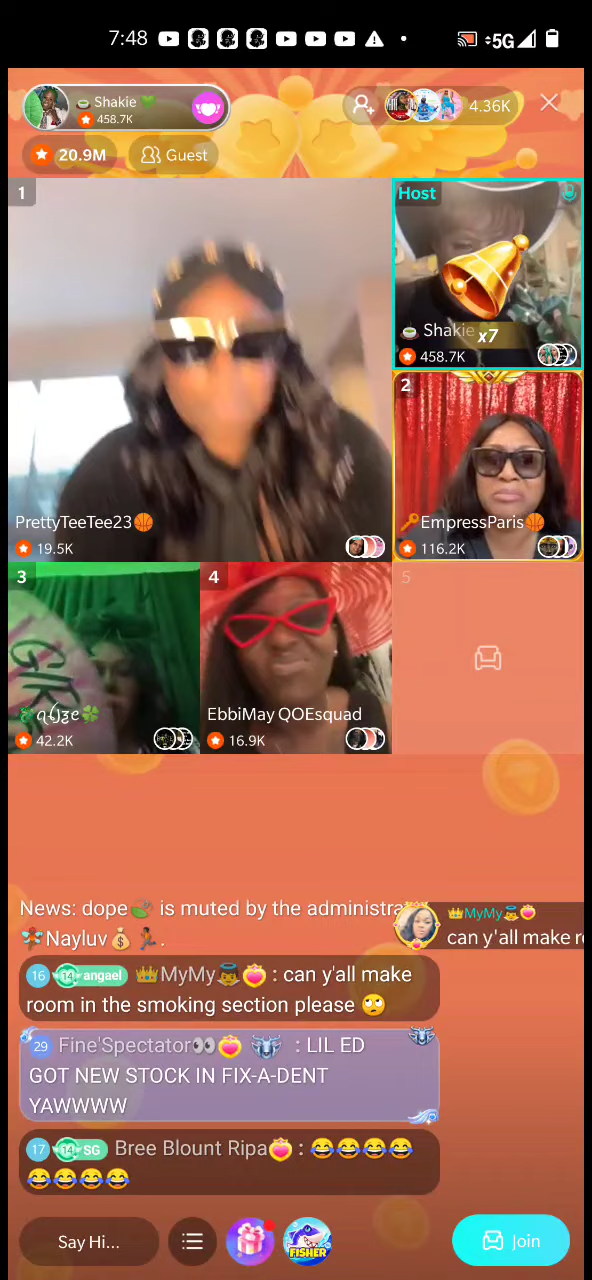 7:48
5G
Shakie
458.7K
4.36K
20.9M
Guest
1
Host
Shakie
x7
458.7K
2
PrettyTeeTee23
19.5K
EmpressParis
116.2K
3
4
5
EbbiMay QOEsquad
42.2K
16.9K
News: dope is muted by the administra
Nayluv
MyMy
can y'all make r
16 14 angael MyMy : can y'all make
room in the smoking section please
29 Fine'Spectator : LIL ED
GOT NEW STOCK IN FIX-A-DENT
YAWWWW
17 14 SG Bree Blount Ripa :
Say Hi...
FISHER
Join